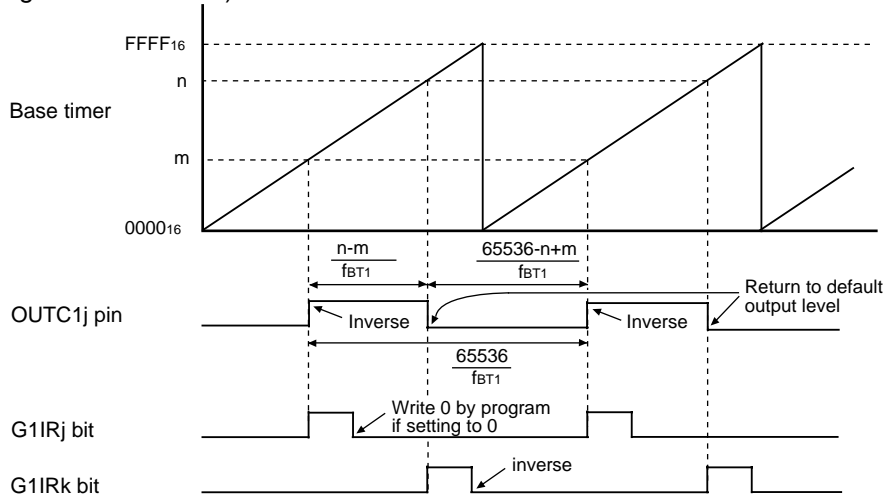 FFFF16
n
Base timer
m
000016
n-m
fBT1
65536-n+m
fBT1
Return to default
output level
OUTC1j pin
Inverse
Inverse
65536
fBT1
Write 0 by program
if setting to 0
G1IRj bit
inverse
G1IRk bit